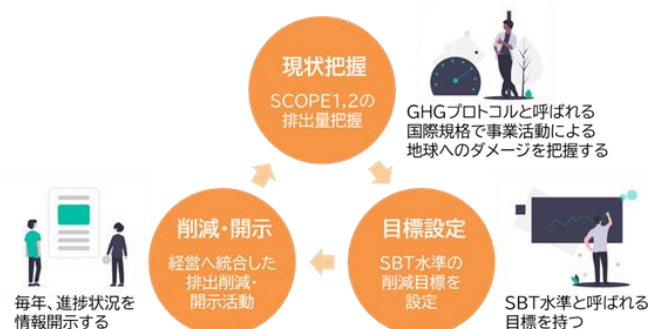 現状把握
SCOPE1,2の
排出量把握
GHGプロトコルと呼ばれる
国際規格で事業活動による
地球へのダメージを把握する
目標設定
SBT水準の
削減目標を
設定
SBT水準と呼ばれる
目標を持つ
削減・開示
経営へ統合した
排出削減・
開示活動
毎年、進捗状況を
情報開示する